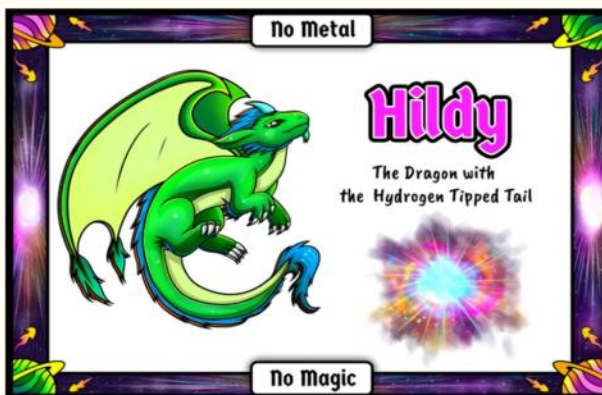 No Metal
Hildy
The Dragon with
the Hydrogen Tipped Tail
No Magic